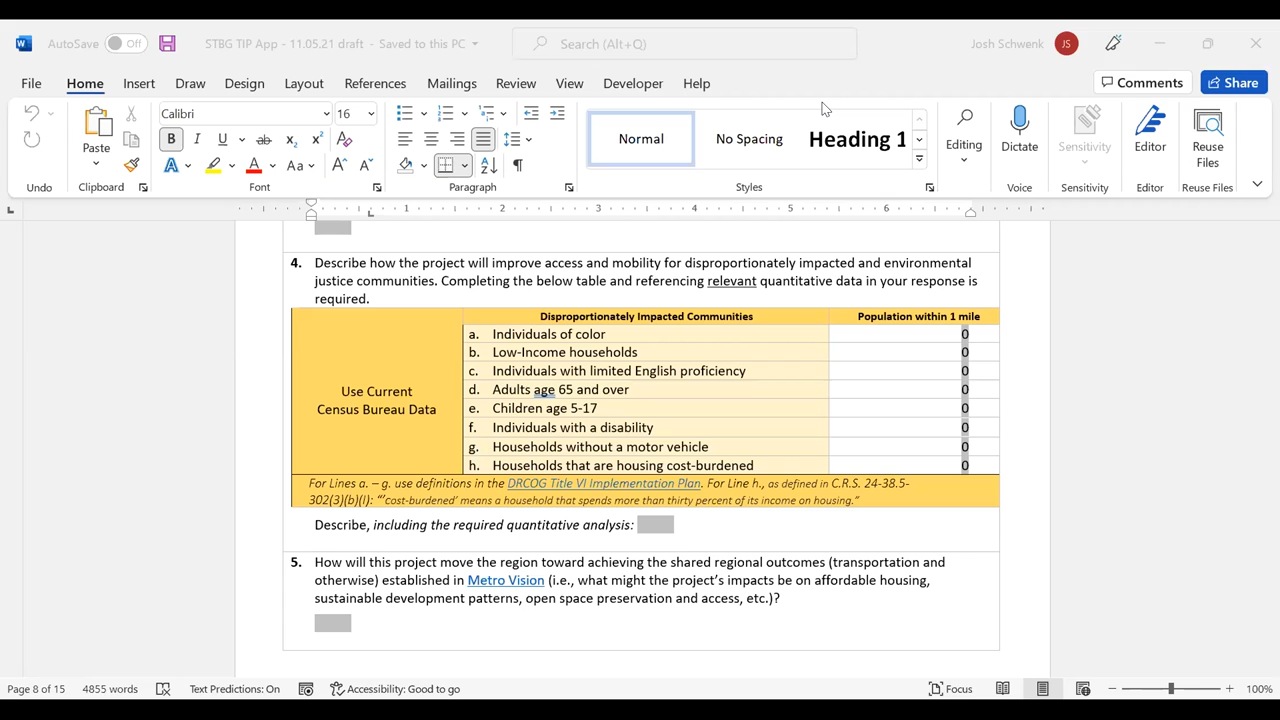 AutoSave Off STBG TIP App - 11.05.21 draft - Saved to this PC Search (Alt+Q) Josh Schwenk JS
File Home Insert Draw Design Layout References Mailings Review View Developer Help Comments Share
Calibri 16
Paste
B I U ab x₂ x² A
A A Aa A A
Normal No Spacing Heading 1
Editing Dictate Sensitivity Editor Reuse Files
Undo Clipboard Font Paragraph Styles Voice Sensitivity Editor Reuse Files
1 2 3 4 5 6
4. Describe how the project will improve access and mobility for disproportionately impacted and environmental
justice communities. Completing the below table and referencing relevant quantitative data in your response is
required.
Disproportionately Impacted Communities Population within 1 mile
Use Current
Census Bureau Data
a. Individuals of color 0
b. Low-Income households 0
c. Individuals with limited English proficiency 0
d. Adults age 65 and over 0
e. Children age 5-17 0
f. Individuals with a disability 0
g. Households without a motor vehicle 0
h. Households that are housing cost-burdened 0
For Lines a. – g. use definitions in the DRCOG Title VI Implementation Plan. For Line h., as defined in C.R.S. 24-38.5-
302(3)(b)(I): “‘cost-burdened’ means a household that spends more than thirty percent of its income on housing.”
Describe, including the required quantitative analysis:
5. How will this project move the region toward achieving the shared regional outcomes (transportation and
otherwise) established in Metro Vision (i.e., what might the project’s impacts be on affordable housing,
sustainable development patterns, open space preservation and access, etc.)?
Page 8 of 15 4855 words Text Predictions: On Accessibility: Good to go Focus 100%